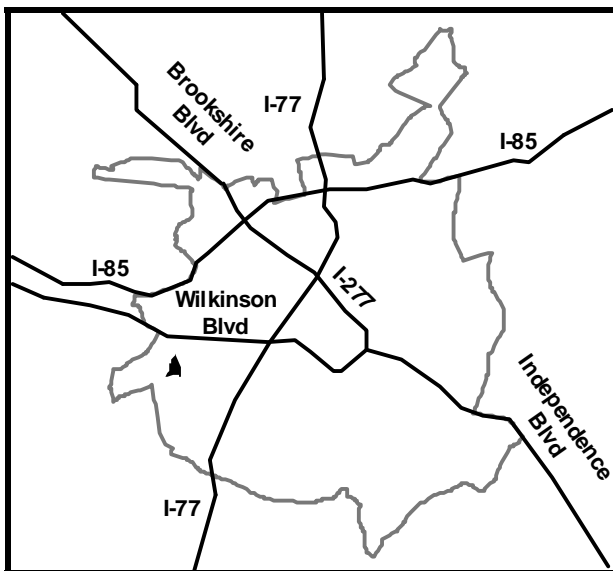 Brookshire
Blvd
I-77
I-85
I-85
Wilkinson
Blvd
I-277
Independence
Blvd
I-77